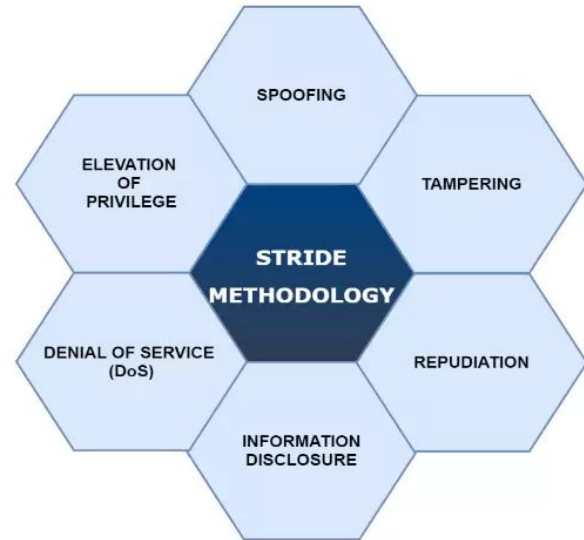 SPOOFING
TAMPERING
REPUDIATION
INFORMATION
DISCLOSURE
DENIAL OF SERVICE
(DoS)
ELEVATION
OF
PRIVILEGE
STRIDE
METHODOLOGY